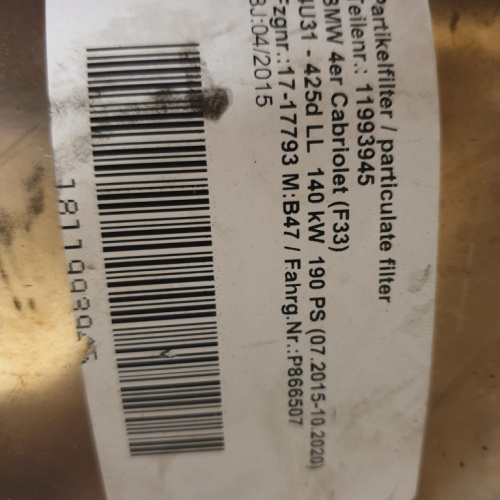 Partikelfilter / particulate filter
Teilenr.: 11993945
BMW 4er Cabriolet (F33)
4U31 - 425d LL 140 kW 190 PS (07.2015-10.2020)
Fzgnr.:17-17793 M:B47 / Fahrg.Nr.:P866507
BJ:04/2015
1811993945